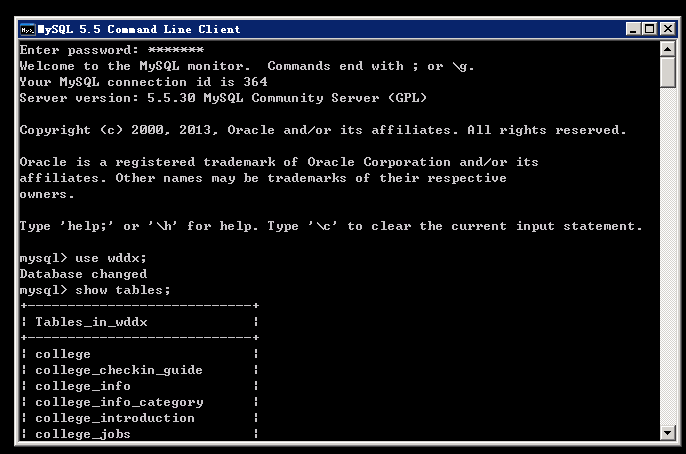 MySQL 5.5 Command Line Client
Enter password: *******
Welcome to the MySQL monitor.  Commands end with ; or \g.
Your MySQL connection id is 364
Server version: 5.5.30 MySQL Community Server (GPL)
Copyright (c) 2000, 2013, Oracle and/or its affiliates. All rights reserved.
Oracle is a registered trademark of Oracle Corporation and/or its
affiliates. Other names may be trademarks of their respective
owners.
Type 'help;' or '\h' for help. Type '\c' to clear the current input statement.
mysql> use wddx;
Database changed
mysql> show tables;
+----------------------------+
| Tables_in_wddx             |
+----------------------------+
| college                    |
| college_checkin_guide      |
| college_info               |
| college_info_category      |
| college_introduction       |
| college_jobs               |